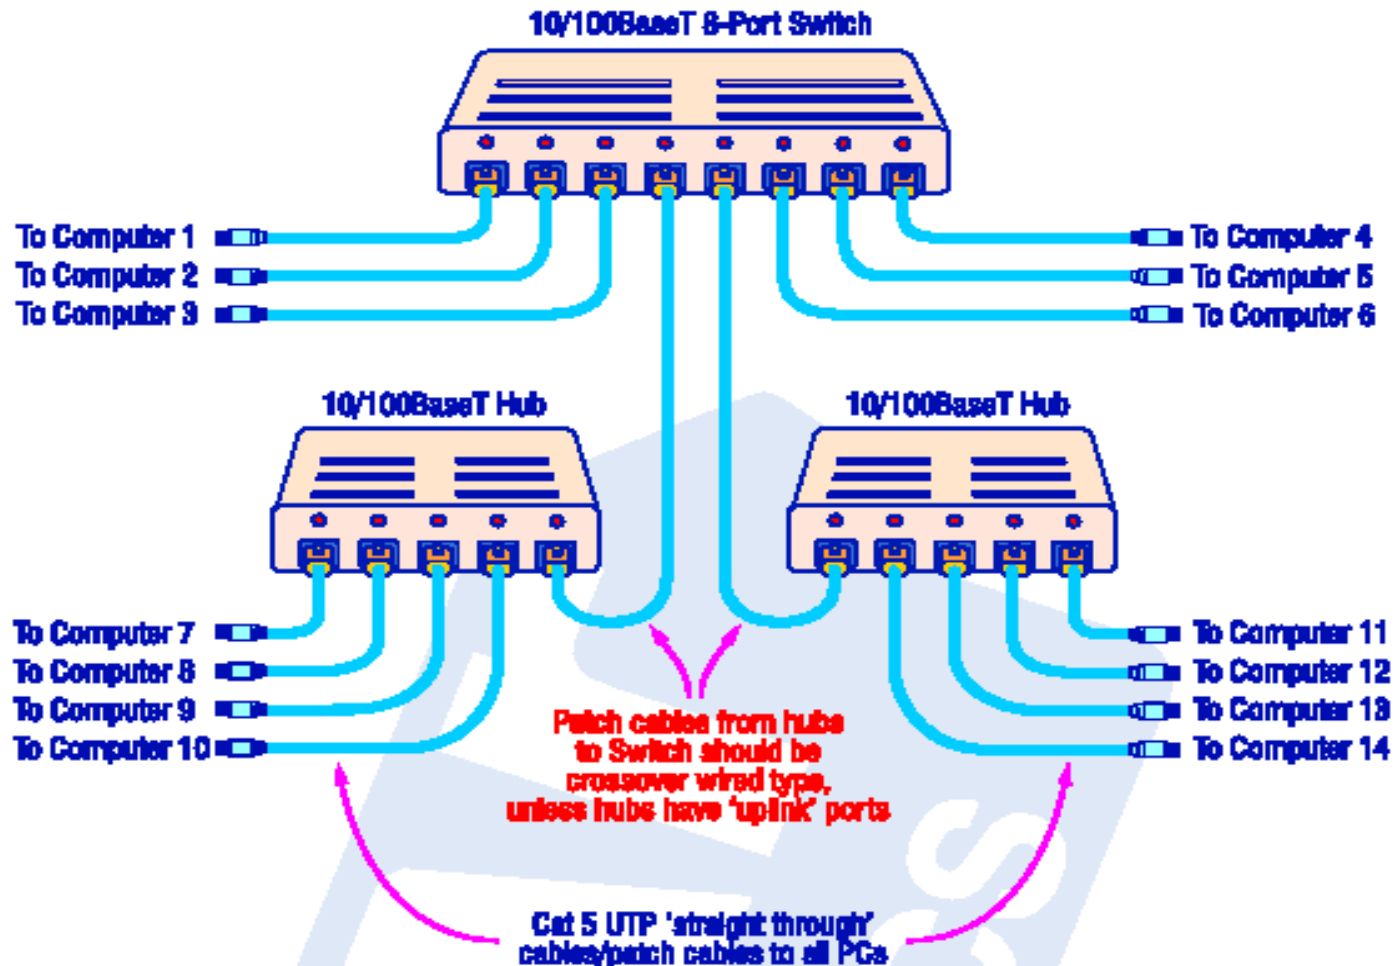 10/100BaseT 8-Port Switch
To Computer 1
To Computer 2
To Computer 3
To Computer 4
To Computer 5
To Computer 6
10/100BaseT Hub
10/100BaseT Hub
To Computer 7
To Computer 8
To Computer 9
To Computer 10
To Computer 11
To Computer 12
To Computer 13
To Computer 14
Patch cables from hubs
to Switch should be
crossover wired type,
unless hubs have 'uplink' ports
Cat 5 UTP 'straight through'
cables/patch cables to all PCs